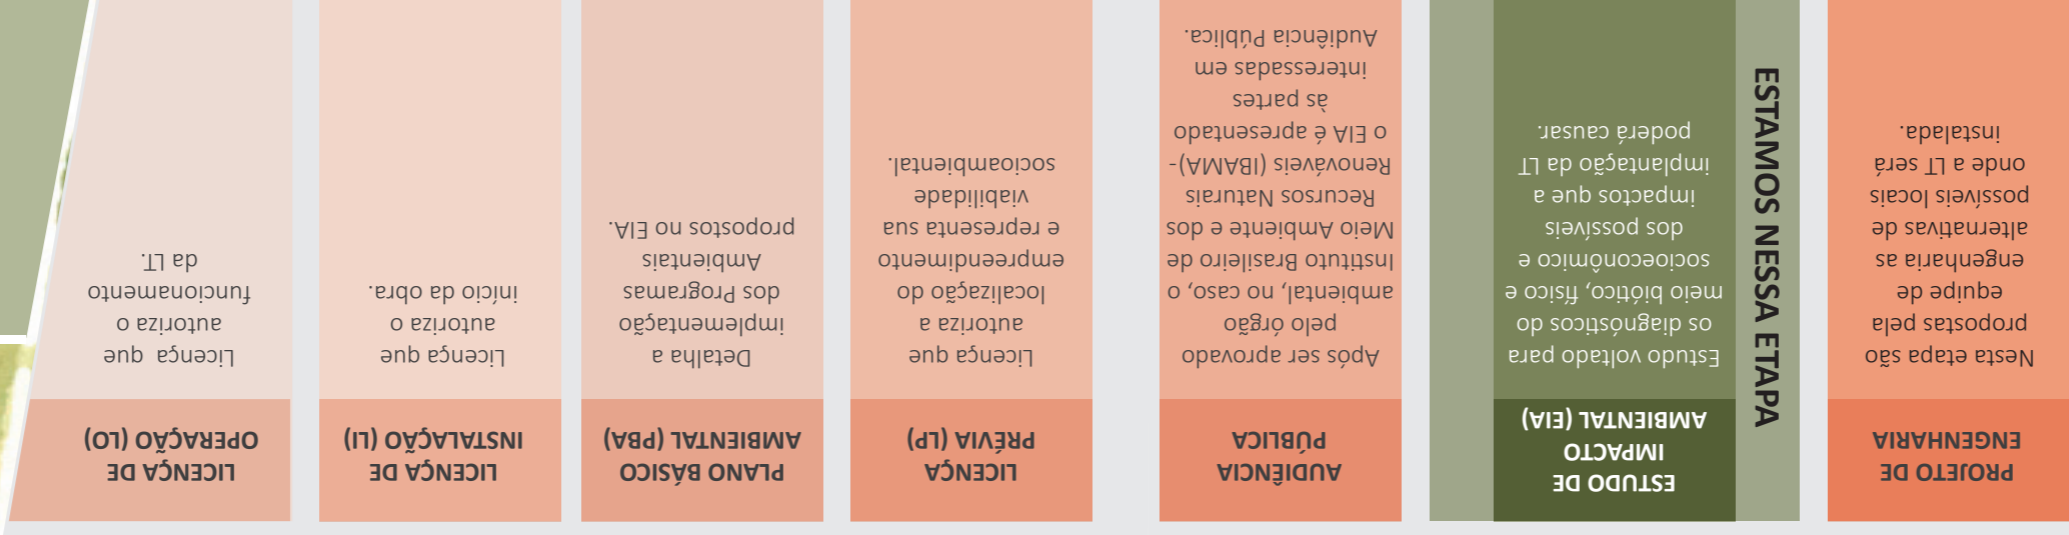 PROJETO DE
ENGENHARIA
Nesta etapa são
propostas pela
equipe de
engenharia as
alternativas de
possíveis locais
onde a LT será
instalada.
ESTAMOS NESSA ETAPA
ESTUDO DE
IMPACTO
AMBIENTAL (EIA)
Estudo voltado para
os diagnósticos do
meio biótico, físico e
socioeconômico e
dos possíveis
impactos que a
implantação da LT
poderá causar.
AUDIÊNCIA
PÚBLICA
Após ser aprovado
pelo órgão
ambiental, no caso, o
Instituto Brasileiro de
Meio Ambiente e dos
Recursos Naturais
Renováveis (IBAMA)-
o EIA é apresentado
às partes
interessadas em
Audiência Pública.
LICENÇA
PRÉVIA (LP)
Licença que
autoriza a
localização do
empreendimento
e representa sua
viabilidade
socioambiental.
PLANO BÁSICO
AMBIENTAL (PBA)
Detalha a
implementação
dos Programas
Ambientais
propostos no EIA.
LICENÇA DE
INSTALAÇÃO (LI)
Licença que
autoriza o
início da obra.
LICENÇA DE
OPERAÇÃO (LO)
Licença que
autoriza o
funcionamento
da LT.